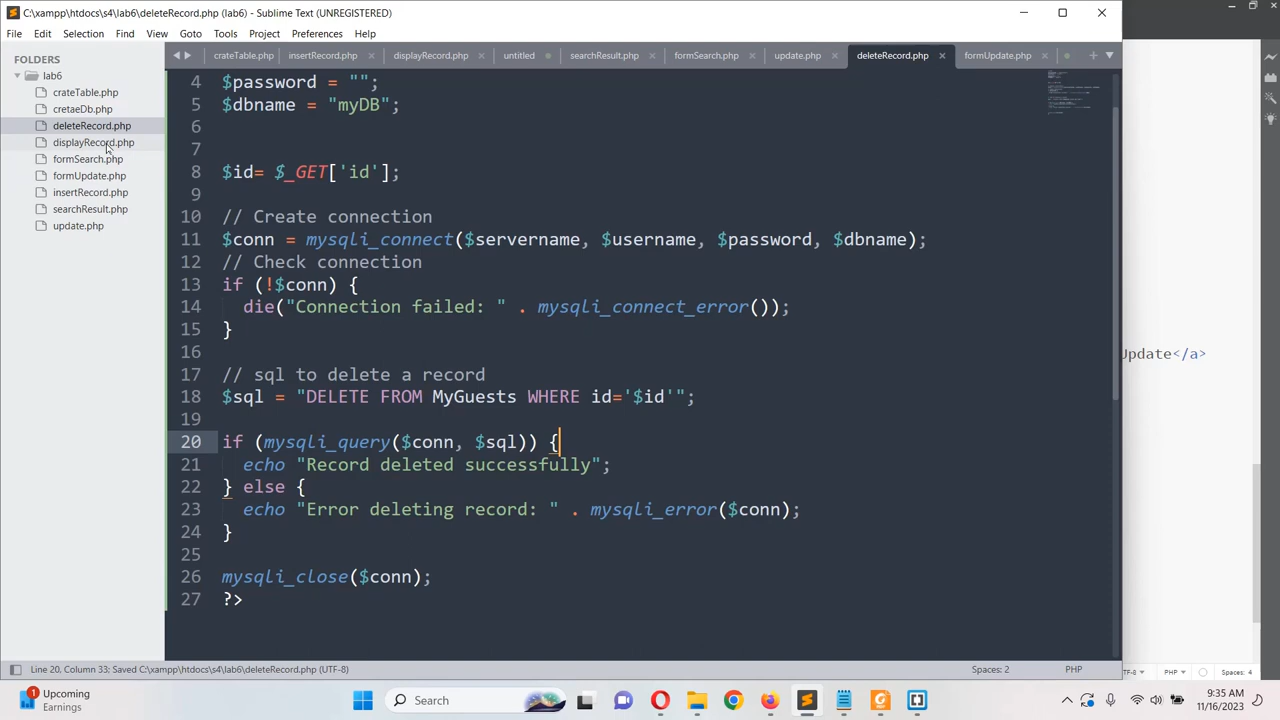 C:\xampp\htdocs\s4\lab6\deleteRecord.php (lab6) - Sublime Text (UNREGISTERED)
File Edit Selection Find View Goto Tools Project Preferences Help
FOLDERS
lab6
crateTable.php
cretaeDb.php
deleteRecord.php
displayRecord.php
formSearch.php
formUpdate.php
insertRecord.php
searchResult.php
update.php
crateTable.php insertRecord.php displayRecord.php untitled searchResult.php formSearch.php update.php deleteRecord.php formUpdate.php
4 $password = "";
5 $dbname = "myDB";
6
7
8 $id= $_GET['id'];
9
10 // Create connection
11 $conn = mysqli_connect($servername, $username, $password, $dbname);
12 // Check connection
13 if (!$conn) {
14 die("Connection failed: " . mysqli_connect_error());
15 }
16
17 // sql to delete a record
18 $sql = "DELETE FROM MyGuests WHERE id='$id'";
19
20 if (mysqli_query($conn, $sql)) {
21 echo "Record deleted successfully";
22 } else {
23 echo "Error deleting record: " . mysqli_error($conn);
24 }
25
26 mysqli_close($conn);
27 ?>
Update</a>
Line 20, Column 33; Saved C:\xampp\htdocs\s4\lab6\deleteRecord.php (UTF-8)
Spaces: 2
PHP
TF-8
PHP
Spaces: 4
1
Upcoming
Earnings
Search
9:35 AM
11/16/2023